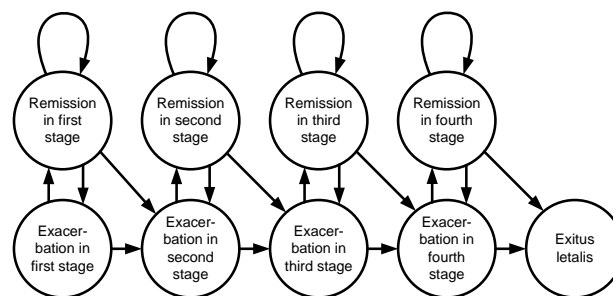 Remission
in first
stage
Remission
in second
stage
Remission
in third
stage
Remission
in fourth
stage
Exacer-
bation in
first stage
Exacer-
bation in
second
stage
Exacer-
bation in
third stage
Exacer-
bation in
fourth
stage
Exitus
letalis